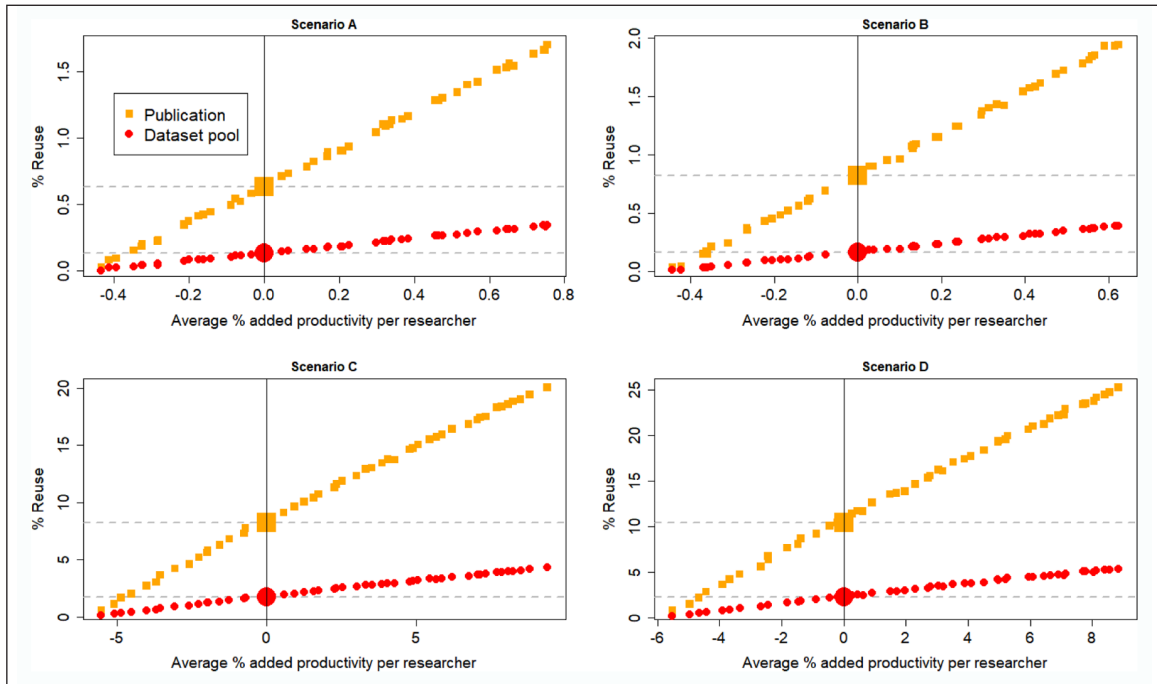 Scenario A
% Reuse
1.5
1.0
0.5
0.0
Publication
Dataset pool
-0.4 -0.2 0.0 0.2 0.4 0.6 0.8
Average % added productivity per researcher
Scenario B
% Reuse
2.0
1.5
1.0
0.5
0.0
-0.4 -0.2 0.0 0.2 0.4 0.6
Average % added productivity per researcher
Scenario C
% Reuse
20
15
10
5
0
-5 0 5
Average % added productivity per researcher
Scenario D
% Reuse
25
20
15
10
5
0
-6 -4 -2 0 2 4 6 8
Average % added productivity per researcher